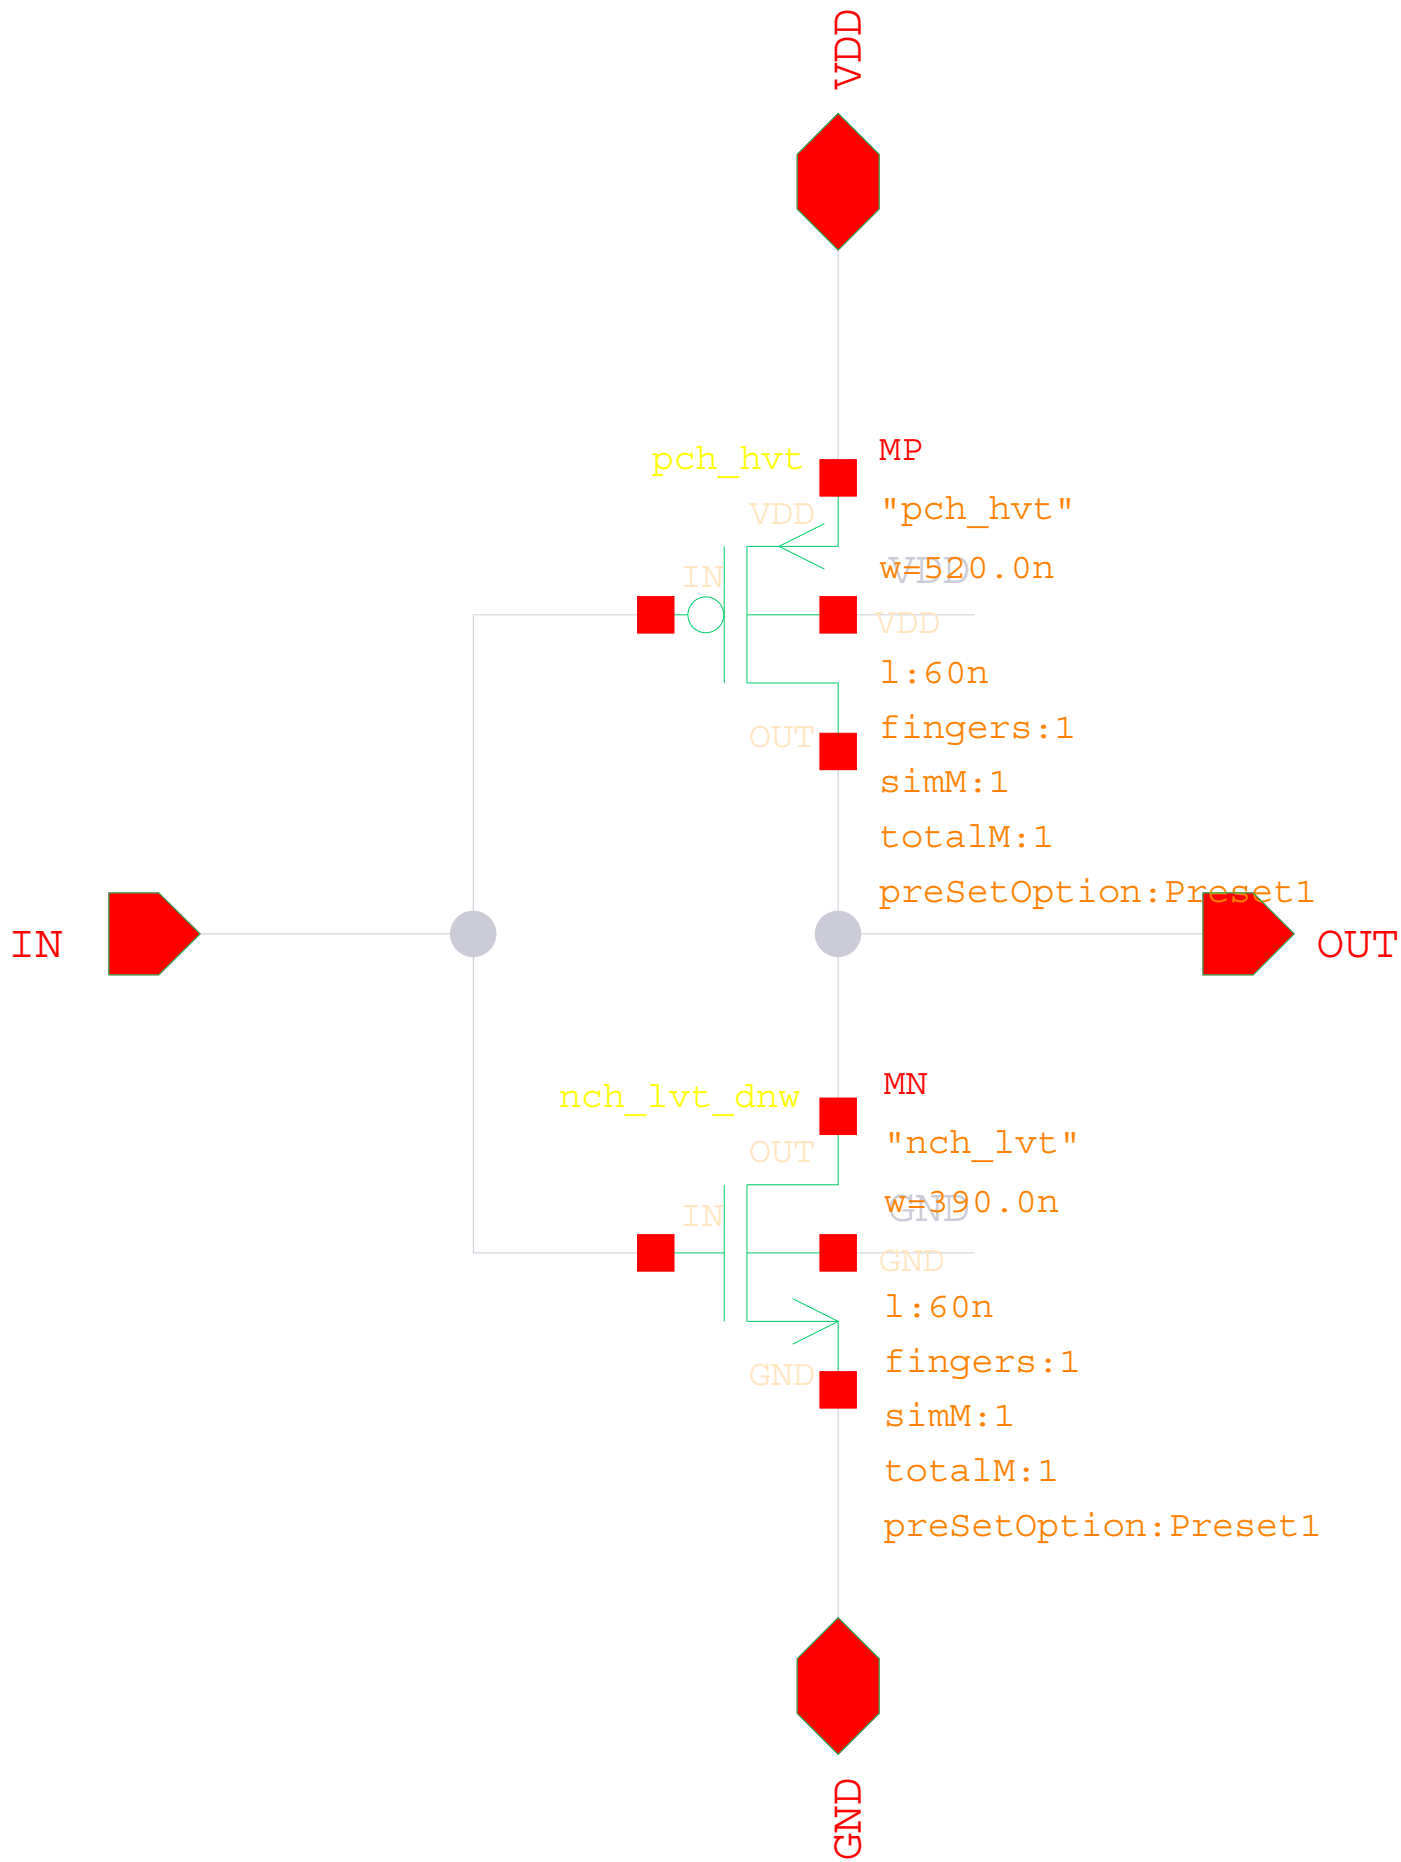 VDD
pch_hvt
MP
"pch_hvt"
VDD
w=520.0n
VDD
IN
VDD
l:60n
fingers:1
OUT
simM:1
totalM:1
preSetOption:Preset1
IN
OUT
nch_lvt_dnw
MN
"nch_lvt"
OUT
w=390.0n
GND
IN
GND
l:60n
fingers:1
GND
simM:1
totalM:1
preSetOption:Preset1
GND